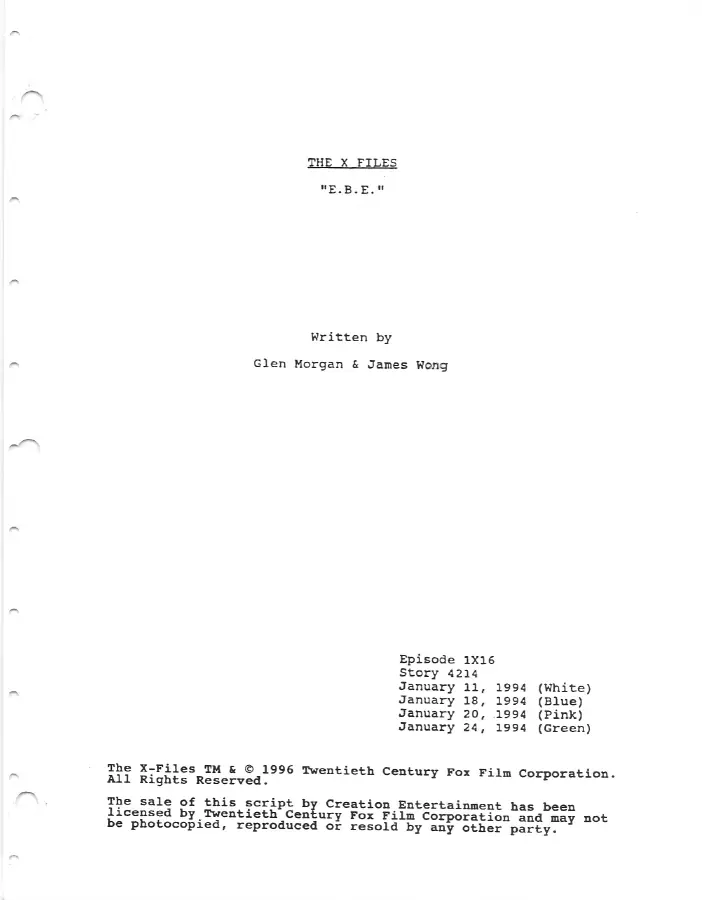 THE X FILES
"E.B.E."
Written by
Glen Morgan & James Wong
Episode 1X16
Story 4214
January 11, 1994 (White)
January 18, 1994 (Blue)
January 20, 1994 (Pink)
January 24, 1994 (Green)
The X-Files TM & © 1996 Twentieth Century Fox Film Corporation.
All Rights Reserved.
The sale of this script by Creation Entertainment has been
licensed by Twentieth Century Fox Film Corporation and may not
be photocopied, reproduced or resold by any other party.